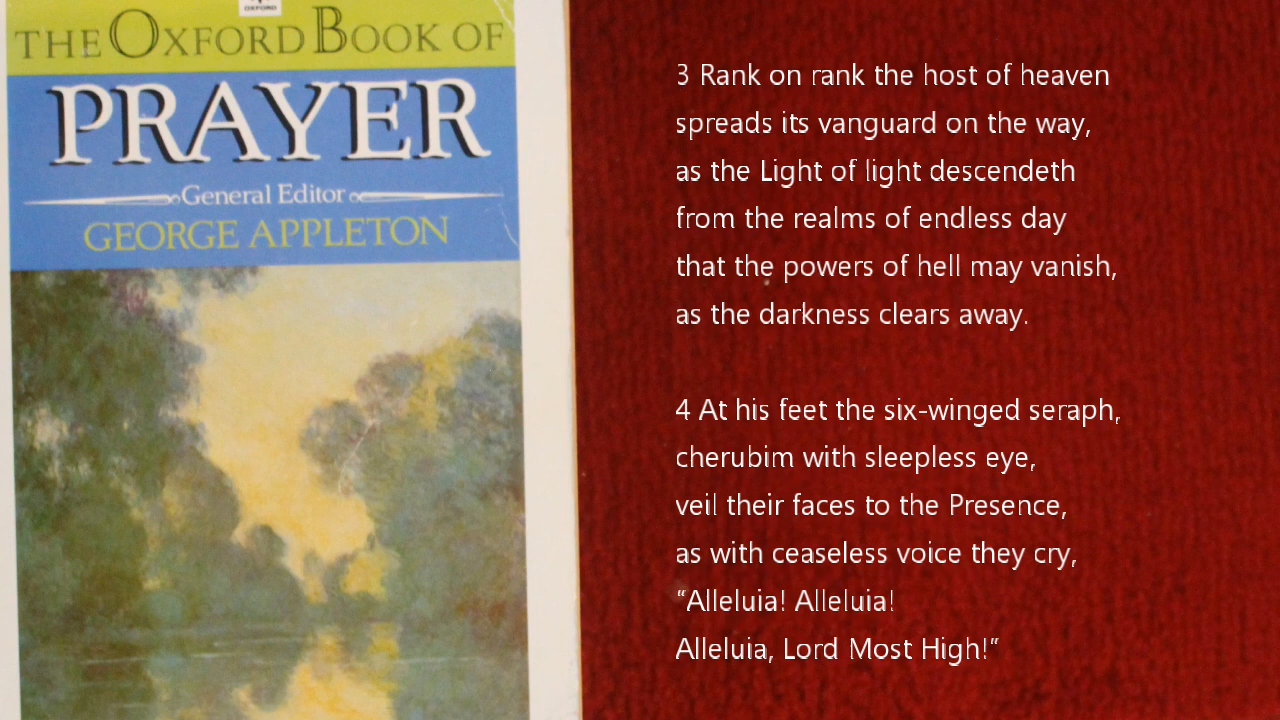 OXFORD
THE OXFORD BOOK OF
PRAYER
General Editor
GEORGE APPLETON
3 Rank on rank the host of heaven
spreads its vanguard on the way,
as the Light of light descendeth
from the realms of endless day
that the powers of hell may vanish,
as the darkness clears away.
4 At his feet the six-winged seraph,
cherubim with sleepless eye,
veil their faces to the Presence,
as with ceaseless voice they cry,
“Alleluia! Alleluia!
Alleluia, Lord Most High!”